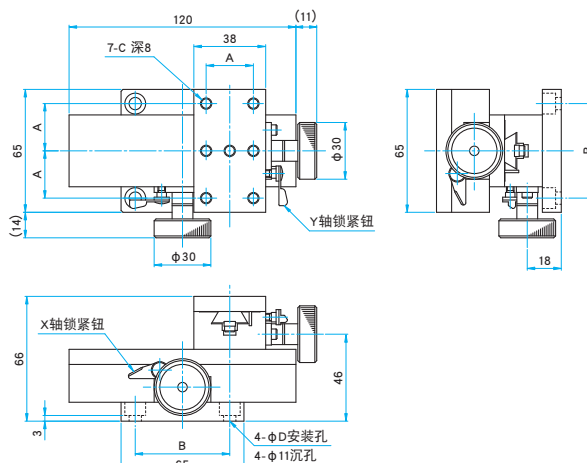 120
(11)
38
7-C 深8
A
A
65
A
ϕ30
(14)
ϕ30
Y轴锁紧钮
65
18
X轴锁紧钮
66
46
3
B
4-ϕD安装孔
4-ϕ11沉孔
65